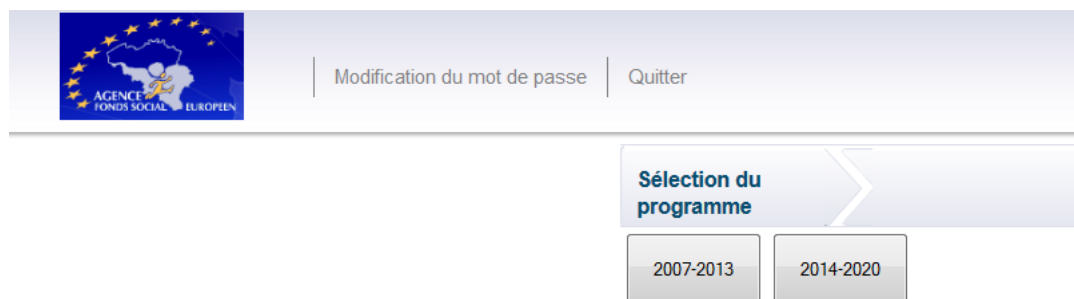 AGENCE
FONDS SOCIAL EUROPEEN
Modification du mot de passe
Quitter
Sélection du
programme
2007-2013
2014-2020